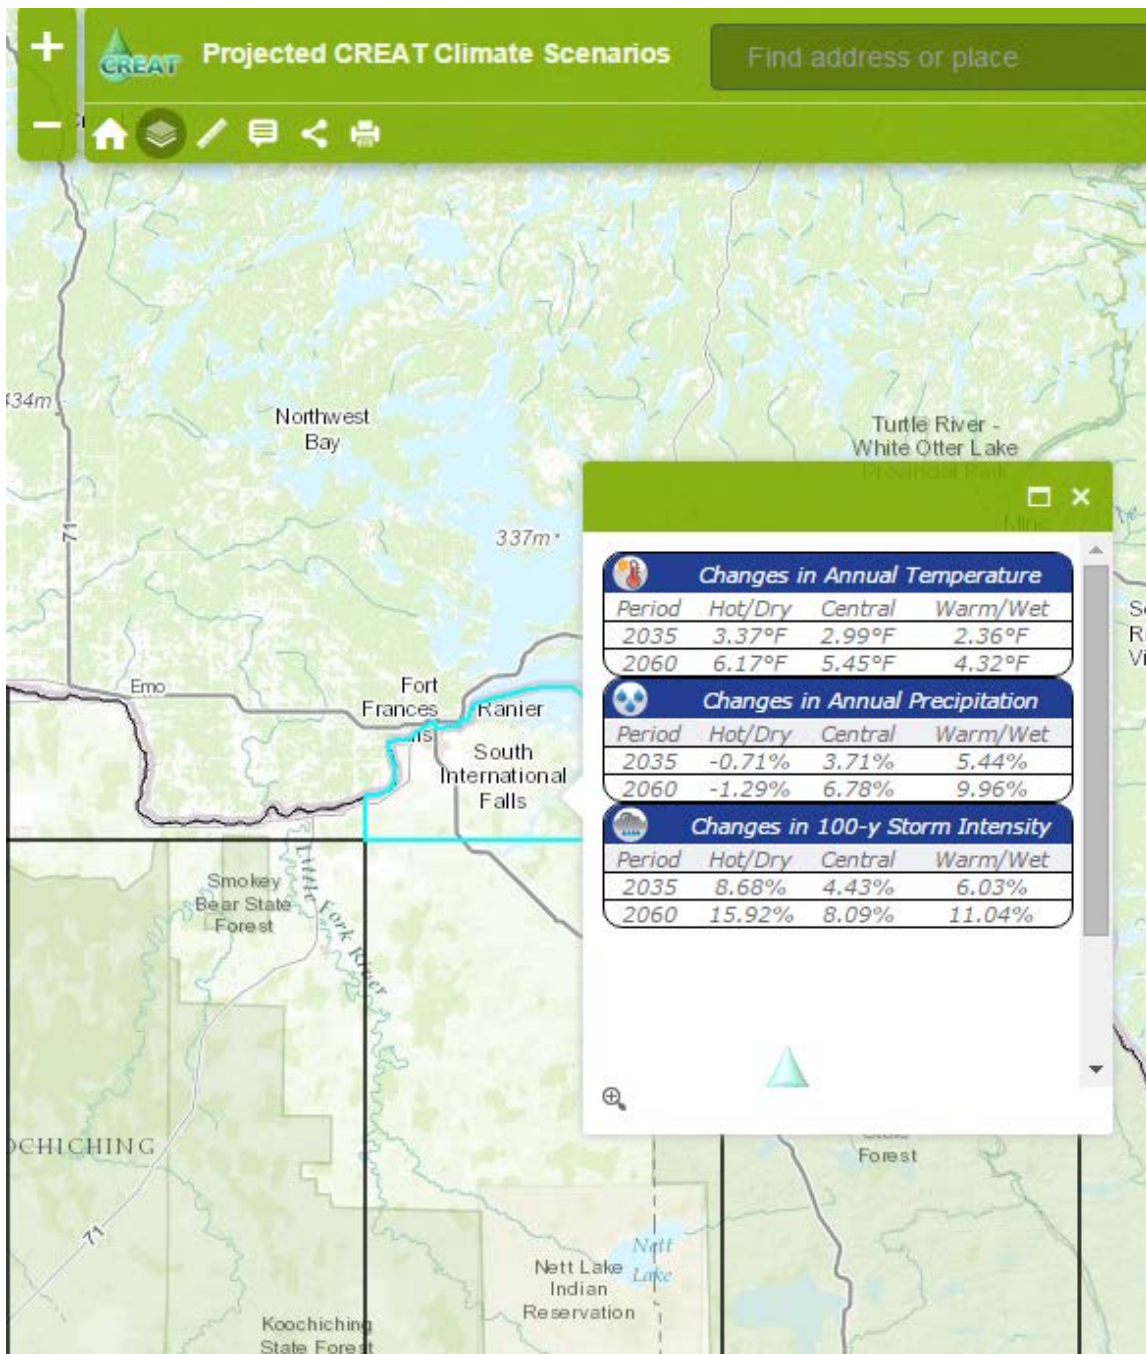 +
CREAT
Projected CREAT Climate Scenarios
Find address or place
−
434m
Northwest
Bay
Turtle River -
White Otter Lake
Provincial Park
Mine
337m
71
Changes in Annual Temperature
Period Hot/Dry Central Warm/Wet
2035 3.37°F 2.99°F 2.36°F
2060 6.17°F 5.45°F 4.32°F
Changes in Annual Precipitation
Period Hot/Dry Central Warm/Wet
2035 -0.71% 3.71% 5.44%
2060 -1.29% 6.78% 9.96%
Changes in 100-y Storm Intensity
Period Hot/Dry Central Warm/Wet
2035 8.68% 4.43% 6.03%
2060 15.92% 8.09% 11.04%
Emo
Fort
Frances
Ranier
South
International
Falls
Smokey
Bear State
Forest
Little Fork River
OCHICHING
71
Forest
Nett
Lake
Nett Lake
Indian
Reservation
Koochiching
State Forest